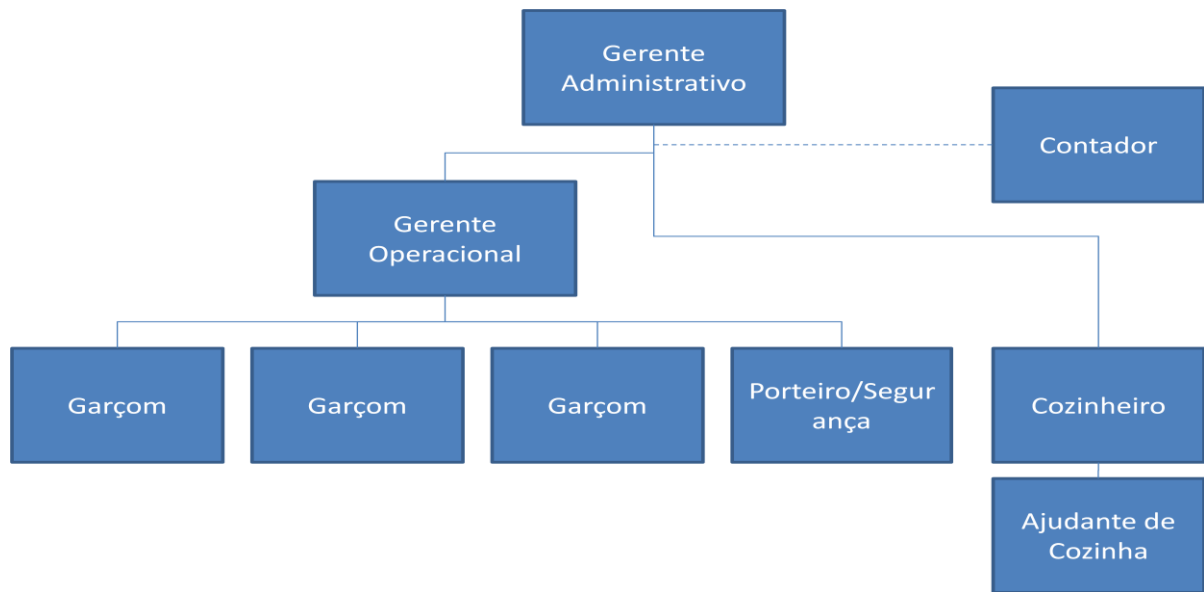 Gerente
Administrativo
Contador
Gerente
Operacional
Garçom
Garçom
Garçom
Porteiro/Segur
ança
Cozinheiro
Ajudante de
Cozinha